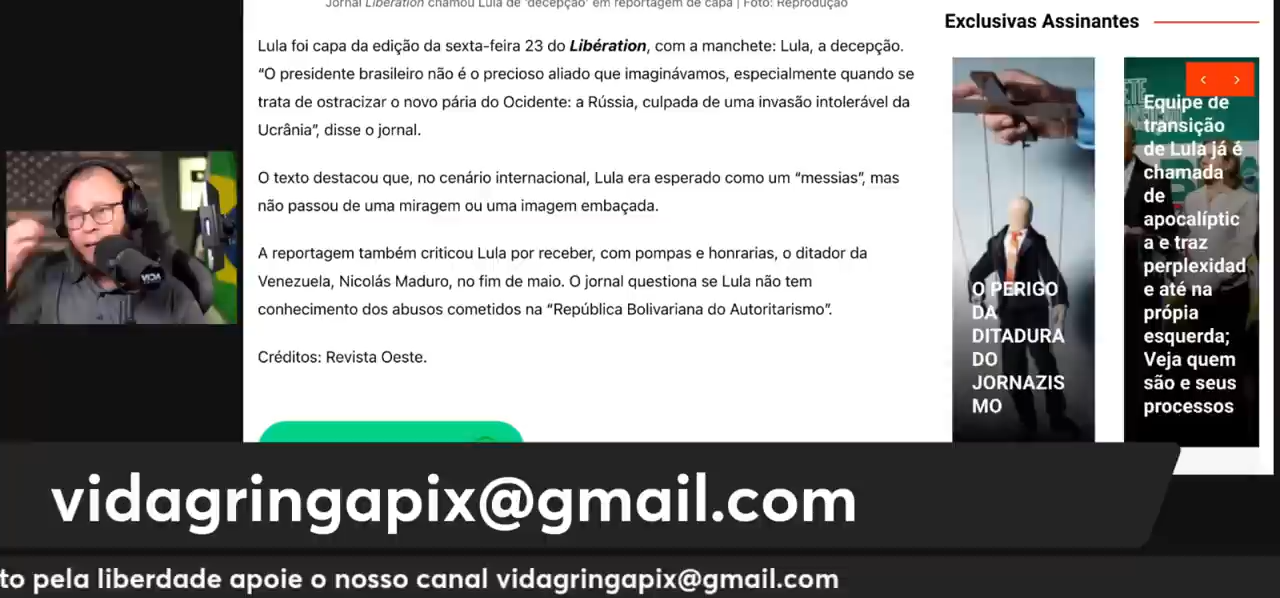 Jornal Libération chamou Lula de 'decepção' em reportagem de capa | Foto: Reprodução
Lula foi capa da edição da sexta-feira 23 do Libération, com a manchete: Lula, a decepção.
“O presidente brasileiro não é o precioso aliado que imaginávamos, especialmente quando se
trata de ostracizar o novo pária do Ocidente: a Rússia, culpada de uma invasão intolerável da
Ucrânia”, disse o jornal.
O texto destacou que, no cenário internacional, Lula era esperado como um “messias”, mas
não passou de uma miragem ou uma imagem embaçada.
A reportagem também criticou Lula por receber, com pompas e honrarias, o ditador da
Venezuela, Nicolás Maduro, no fim de maio. O jornal questiona se Lula não tem
conhecimento dos abusos cometidos na “República Bolivariana do Autoritarismo”.
Créditos: Revista Oeste.
Exclusivas Assinantes
O PERIGO
DA
DITADURA
DO
JORNAZIS
MO
Equipe de
transição
de Lula já é
chamada
de
apocalíptic
a e traz
perplexidad
e até na
própia
esquerda;
Veja quem
são e seus
processos
VIDA
vidagringapix@gmail.com
to pela liberdade apoie o nosso canal vidagringapix@gmail.com